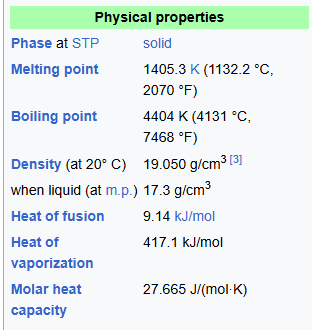 Physical properties
Phase at STP solid
Melting point 1405.3 K (1132.2 °C,
2070 °F)
Boiling point 4404 K (4131 °C,
7468 °F)
Density (at 20° C) 19.050 g/cm³ [3]
when liquid (at m.p.) 17.3 g/cm³
Heat of fusion 9.14 kJ/mol
Heat of 417.1 kJ/mol
vaporization
Molar heat 27.665 J/(mol·K)
capacity